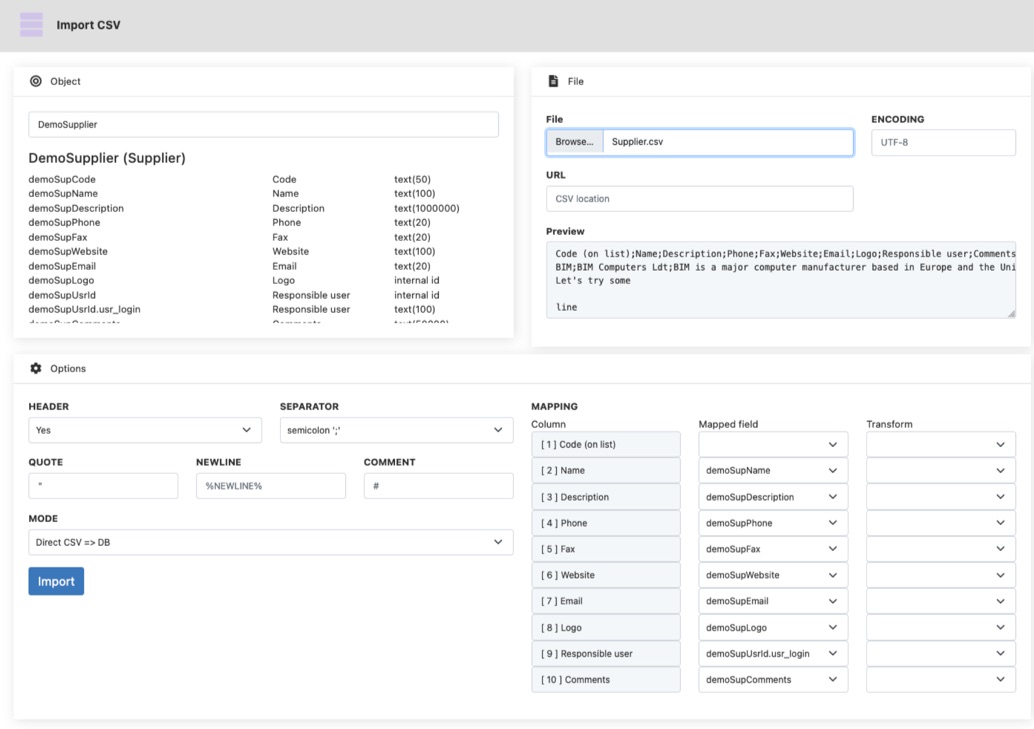 Import CSV
Object
DemoSupplier
DemoSupplier (Supplier)
demoSupCode Code text(50)
demoSupName Name text(100)
demoSupDescription Description text(1000000)
demoSupPhone Phone text(20)
demoSupFax Fax text(20)
demoSupWebsite Website text(100)
demoSupEmail Email text(20)
demoSupLogo Logo internal id
demoSupUsrId Responsible user internal id
demoSupUsrId.usr_login Responsible user text(100)
File
File ENCODING
Browse... Supplier.csv UTF-8
URL
CSV location
Preview
Code (on list);Name;Description;Phone;Fax;Website;Email;Logo;Responsible user;Comments
BIM;BIM Computers Ldt;BIM is a major computer manufacturer based in Europe and the Uni
Let's try some
line
Options
HEADER SEPARATOR
Yes semicolon ';'
QUOTE NEWLINE COMMENT
" %NEWLINE% #
MODE
Direct CSV => DB
Import
MAPPING
Column Mapped field Transform
[ 1 ] Code (on list)
[ 2 ] Name demoSupName
[ 3 ] Description demoSupDescription
[ 4 ] Phone demoSupPhone
[ 5 ] Fax demoSupFax
[ 6 ] Website demoSupWebsite
[ 7 ] Email demoSupEmail
[ 8 ] Logo demoSupLogo
[ 9 ] Responsible user demoSupUsrId.usr_login
[ 10 ] Comments demoSupComments